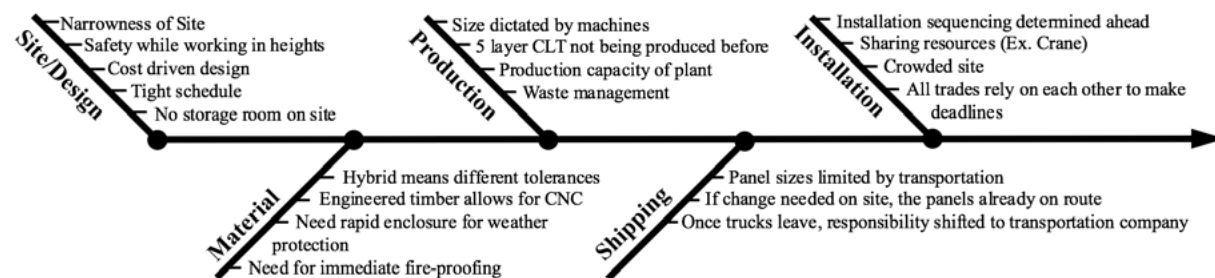 Site/Design
Narrowness of Site
Safety while working in heights
Cost driven design
Tight schedule
No storage room on site
Production
Size dictated by machines
5 layer CLT not being produced before
Production capacity of plant
Waste management
Installation
Installation sequencing determined ahead
Sharing resources (Ex. Crane)
Crowded site
All trades rely on each other to make
deadlines
Material
Hybrid means different tolerances
Engineered timber allows for CNC
Need rapid enclosure for weather
protection
Need for immediate fire-proofing
Shipping
Panel sizes limited by transportation
If change needed on site, the panels already on route
Once trucks leave, responsibility shifted to transportation company